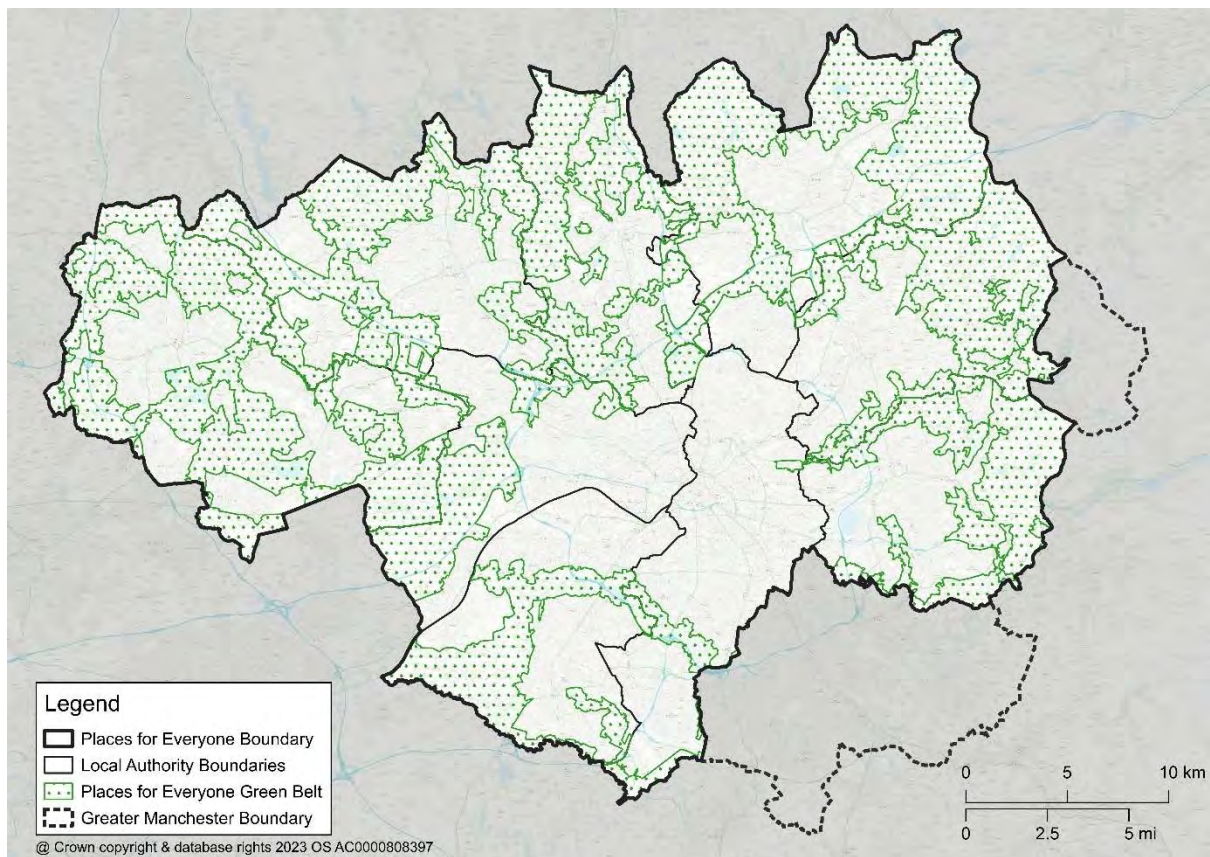 Legend
Places for Everyone Boundary
Local Authority Boundaries
Places for Everyone Green Belt
Greater Manchester Boundary
0 5 10 km
0 2.5 5 mi
@ Crown copyright & database rights 2023 OS AC0000808397